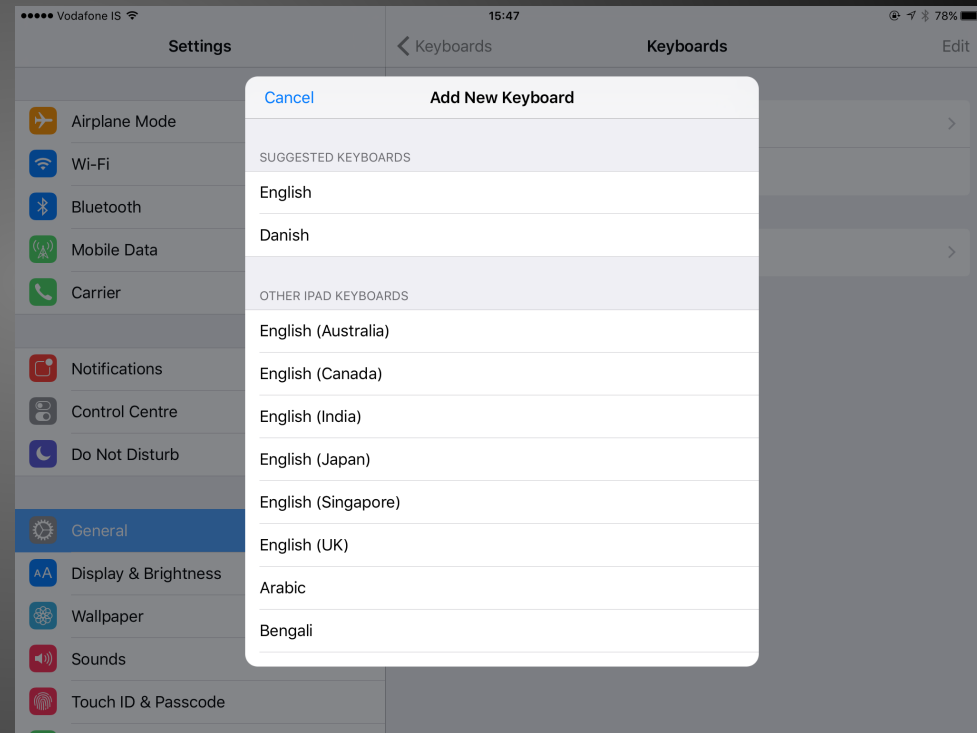 Vodafone IS
15:47
78%
Settings
Keyboards
Keyboards
Edit
Airplane Mode
Wi-Fi
Bluetooth
Mobile Data
Carrier
Notifications
Control Centre
Do Not Disturb
General
AA
Display & Brightness
Wallpaper
Sounds
Touch ID & Passcode
Cancel
Add New Keyboard
SUGGESTED KEYBOARDS
English
Danish
OTHER IPAD KEYBOARDS
English (Australia)
English (Canada)
English (India)
English (Japan)
English (Singapore)
English (UK)
Arabic
Bengali